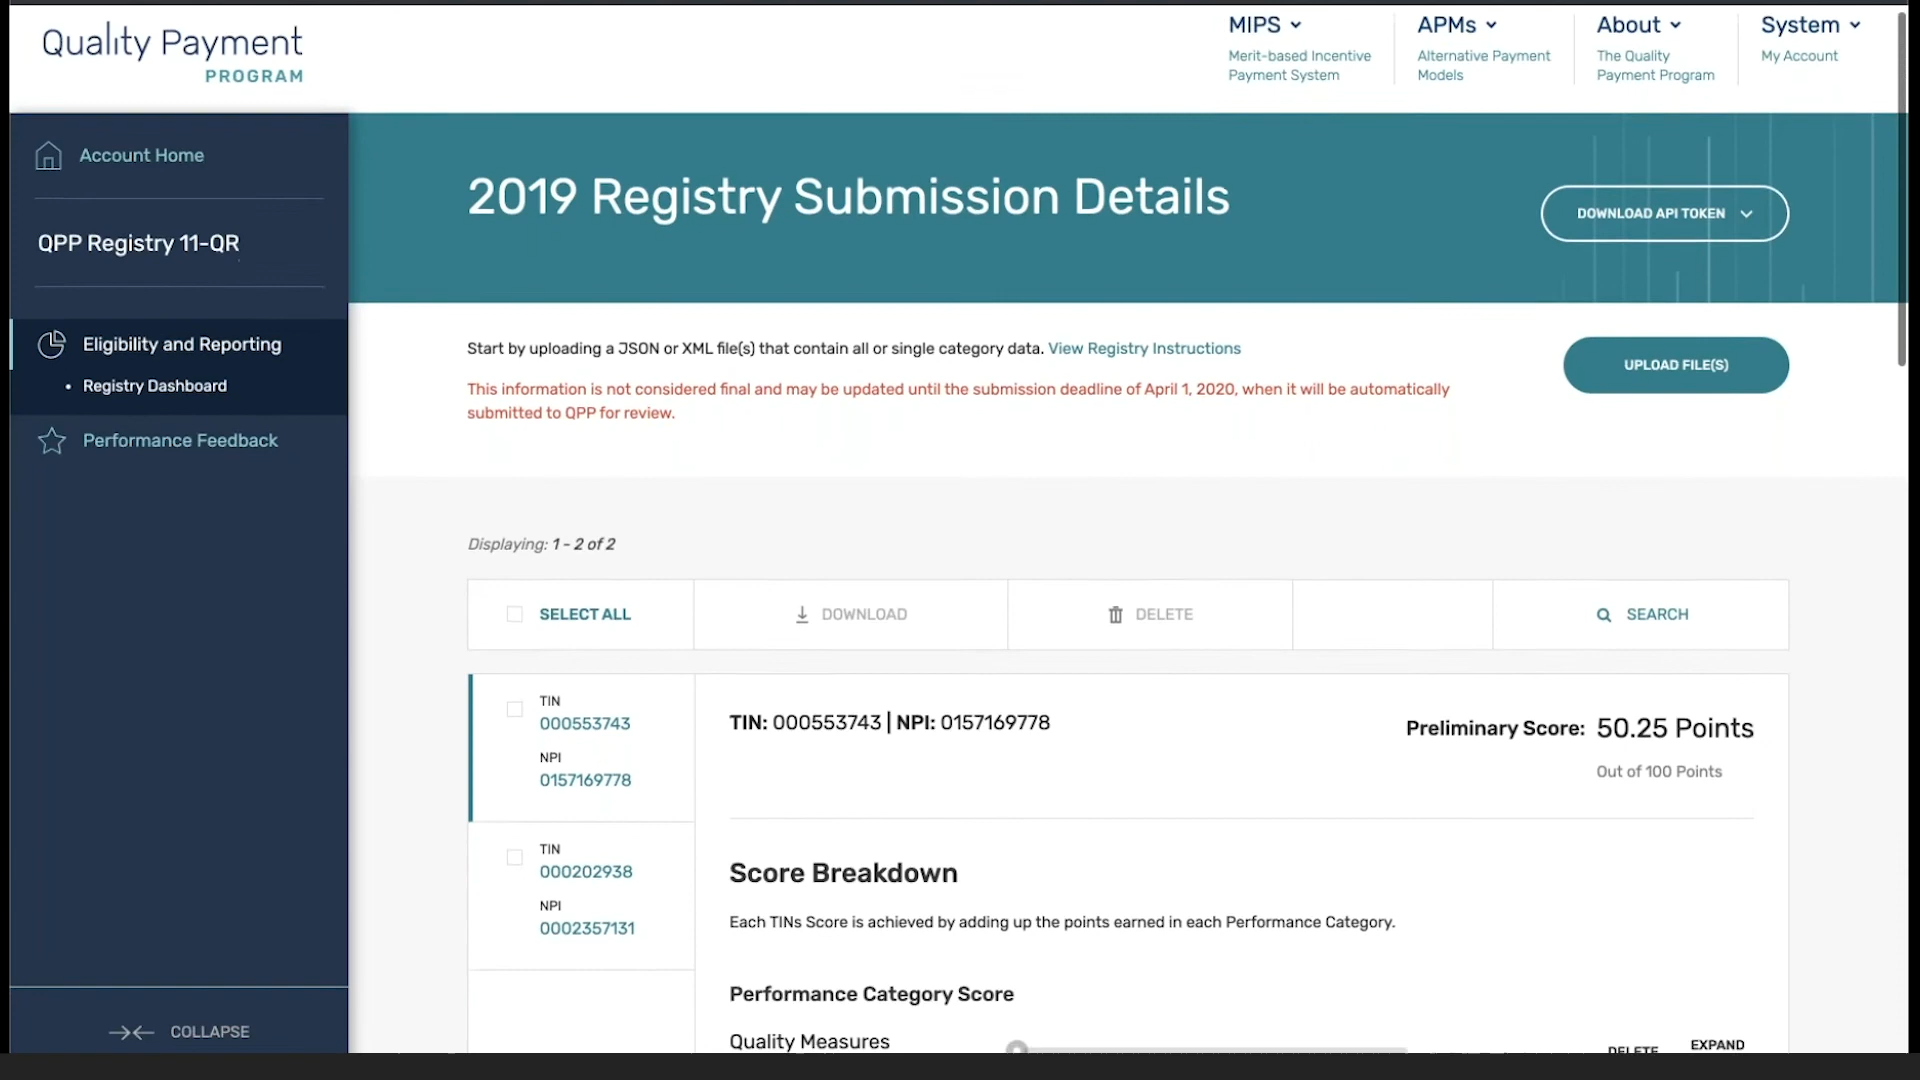 Quality Payment
PROGRAM
MIPS
Merit-based Incentive
Payment System
APMs
Alternative Payment
Models
About
The Quality
Payment Program
System
My Account
Account Home
QPP Registry 11-QR
Eligibility and Reporting
• Registry Dashboard
Performance Feedback
COLLAPSE
2019 Registry Submission Details
DOWNLOAD API TOKEN
Start by uploading a JSON or XML file(s) that contain all or single category data. View Registry Instructions
This information is not considered final and may be updated until the submission deadline of April 1, 2020, when it will be automatically
submitted to QPP for review.
UPLOAD FILE(S)
Displaying: 1 - 2 of 2
SELECT ALL
DOWNLOAD
DELETE
SEARCH
TIN
000553743
NPI
0157169778
TIN
000202938
NPI
0002357131
TIN: 000553743 | NPI: 0157169778
Preliminary Score: 50.25 Points
Out of 100 Points
Score Breakdown
Each TINs Score is achieved by adding up the points earned in each Performance Category.
Performance Category Score
Quality Measures
DELETE
EXPAND